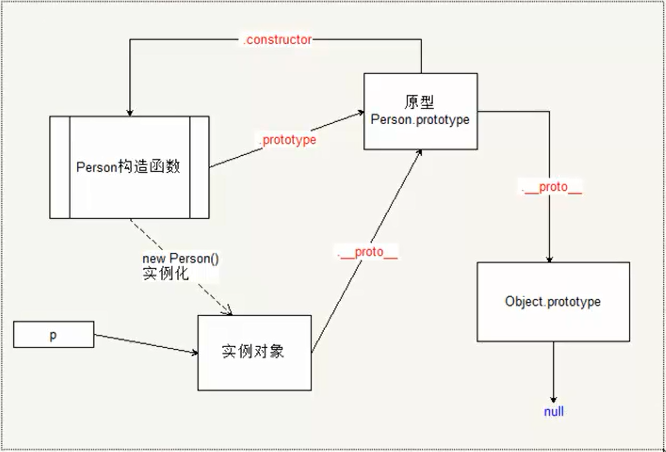 .constructor
原型
Person.prototype
.prototype
Person构造函数
.__proto__
.__proto__
new Person()
实例化
Object.prototype
p
实例对象
null